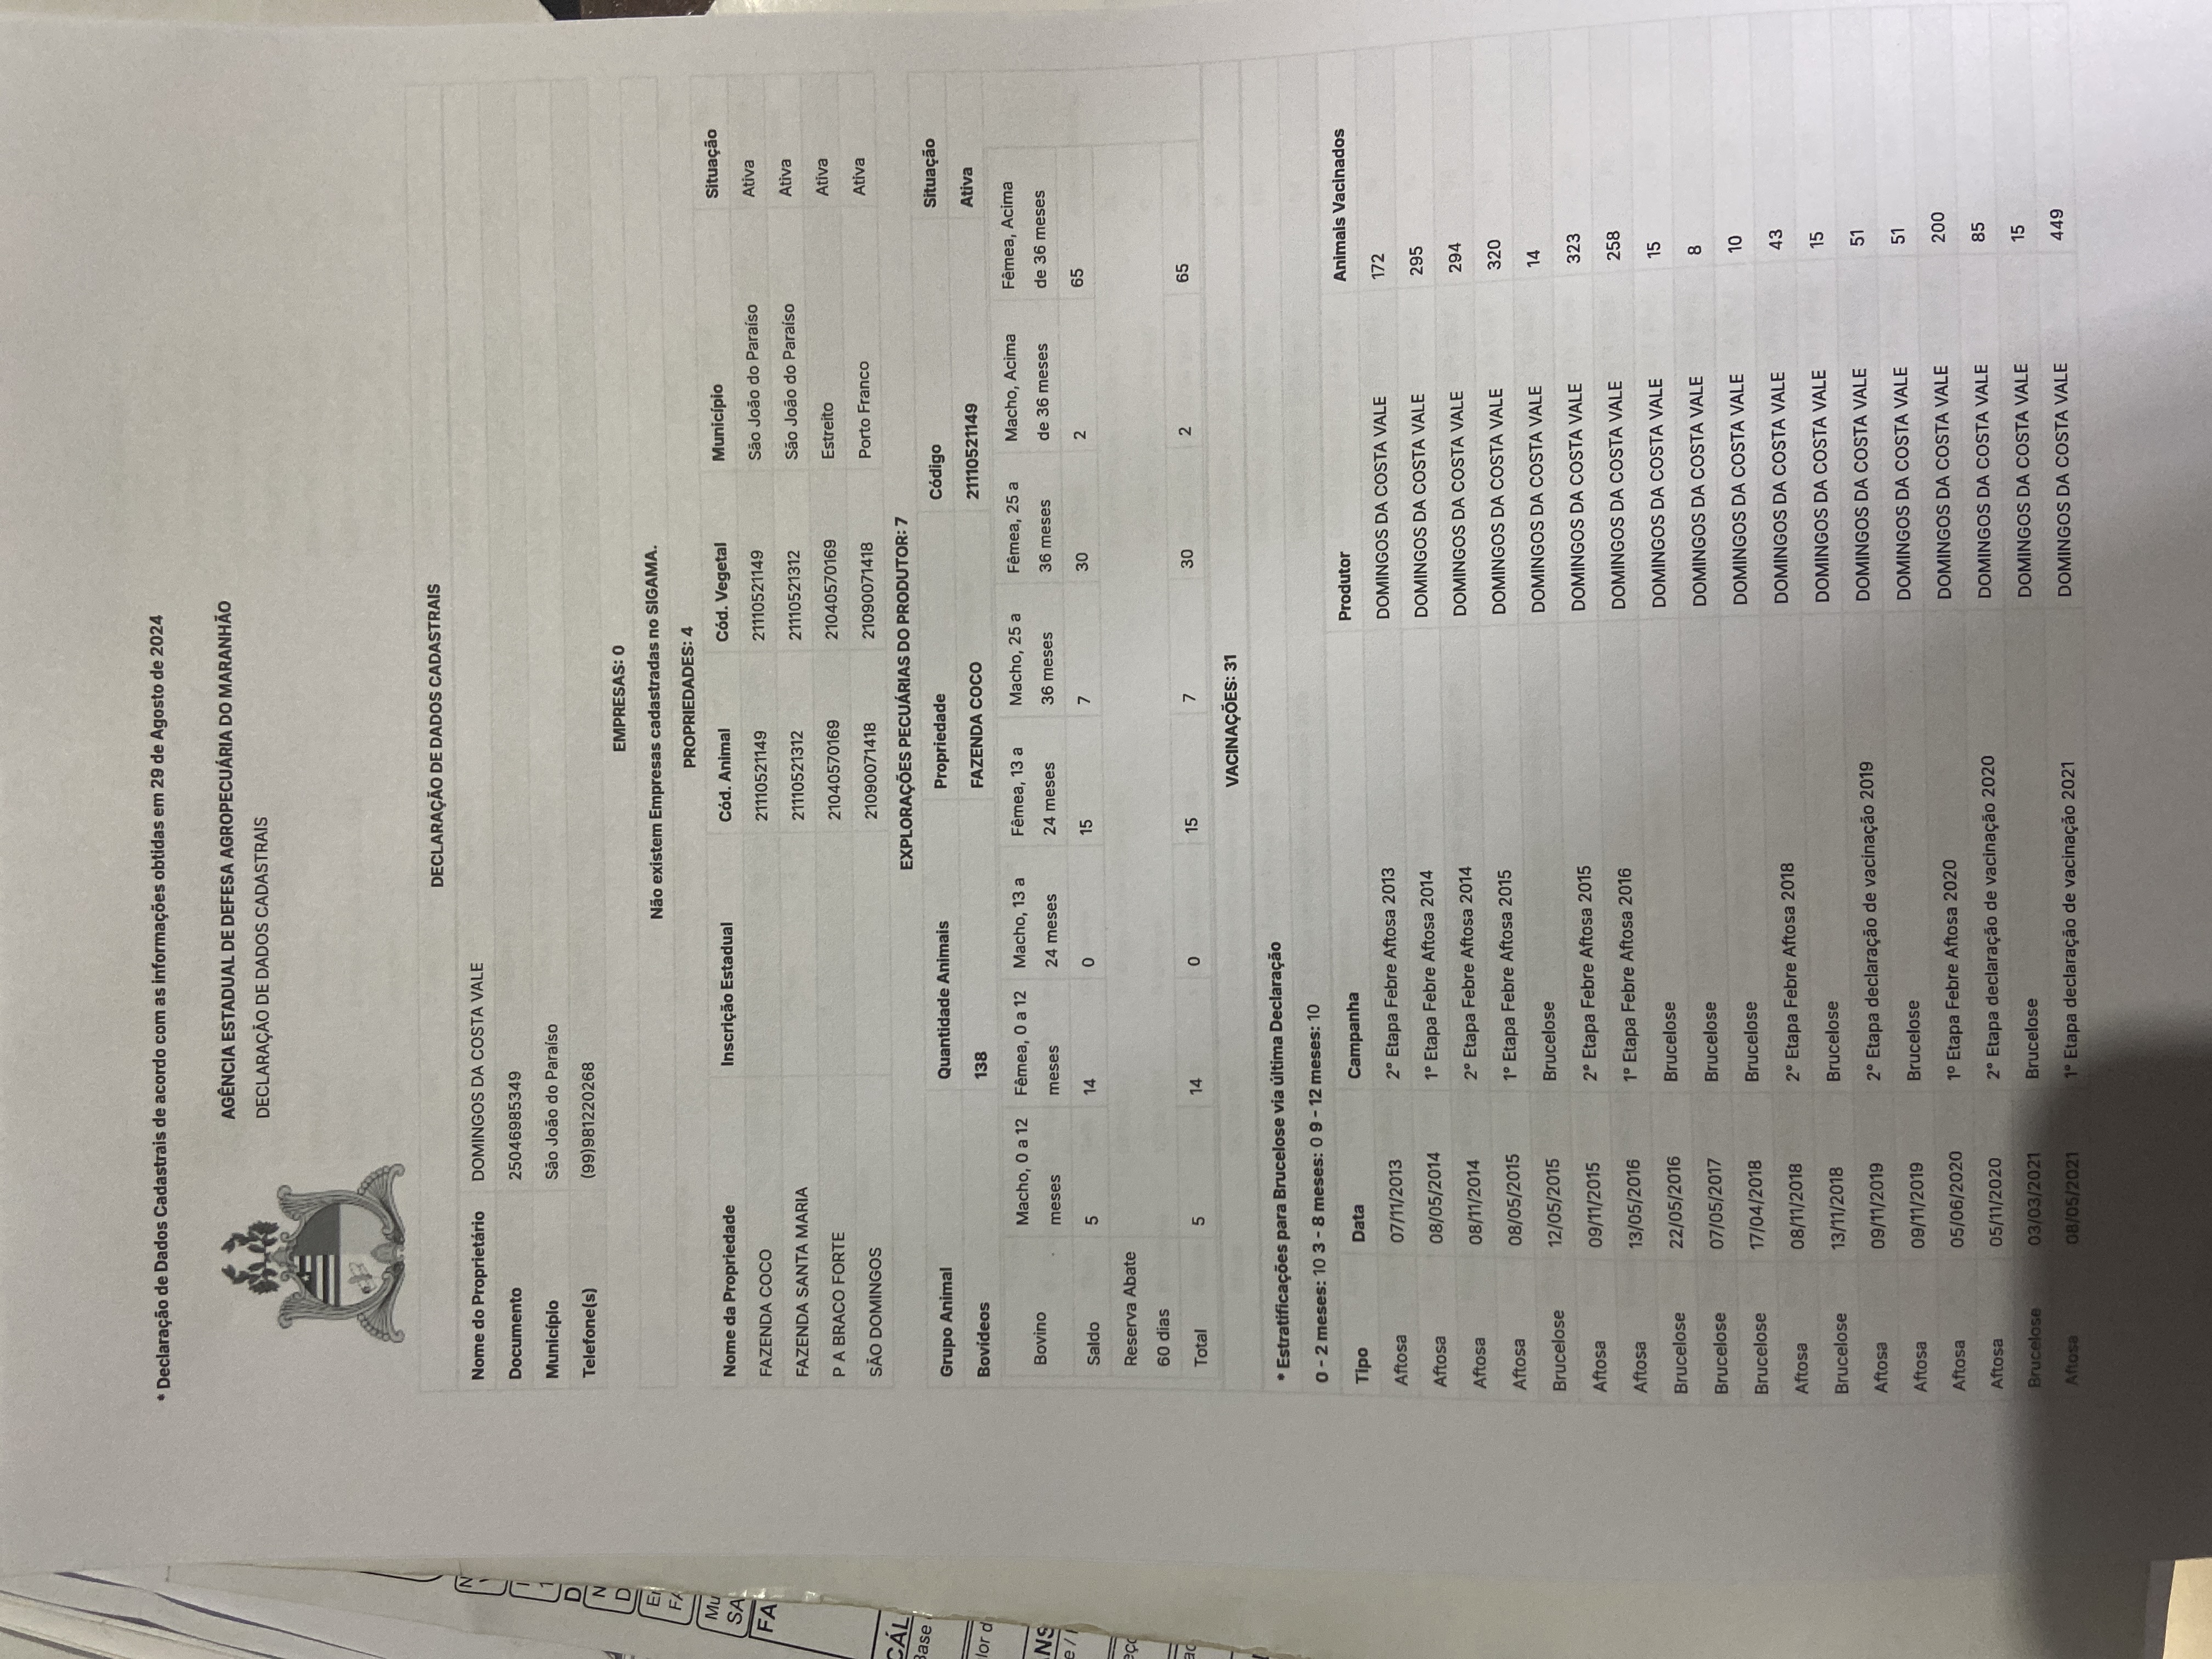 * Declaração de Dados Cadastrais de acordo com as informações obtidas em 29 de Agosto de 2024
AGÊNCIA ESTADUAL DE DEFESA AGROPECUÁRIA DO MARANHÃO
DECLARAÇÃO DE DADOS CADASTRAIS
DECLARAÇÃO DE DADOS CADASTRAIS
Nome do Proprietário DOMINGOS DA COSTA VALE
Documento 25046985349
Município São João do Paraíso
Telefone(s) (99)981220268
EMPRESAS: 0
Não existem Empresas cadastradas no SIGAMA.
PROPRIEDADES: 4
Nome da Propriedade Inscrição Estadual Cód. Animal Cód. Vegetal Município Situação
FAZENDA COCO 21110521149 21110521149 São João do Paraíso Ativa
FAZENDA SANTA MARIA 21110521312 21110521312 São João do Paraíso Ativa
P A BRACO FORTE 21040570169 21040570169 Estreito Ativa
SÃO DOMINGOS 21090071418 21090071418 Porto Franco Ativa
EXPLORAÇÕES PECUÁRIAS DO PRODUTOR: 7
Grupo Animal Quantidade Animais Propriedade Código Situação
Bovídeos 138 FAZENDA COCO 21110521149 Ativa
Bovino Macho, 0 a 12 meses Fêmea, 0 a 12 meses Macho, 13 a 24 meses Fêmea, 13 a 24 meses Macho, 25 a 36 meses Fêmea, 25 a 36 meses Macho, Acima de 36 meses Fêmea, Acima de 36 meses
Saldo 5 14 0 15 7 30 2 65
Reserva Abate
60 dias
Total 5 14 0 15 7 30 2 65
VACINAÇÕES: 31
* Estratificações para Brucelose via última Declaração
0 - 2 meses: 10 3 - 8 meses: 0 9 - 12 meses: 10
Tipo Data Campanha Produtor Animais Vacinados
Aftosa 07/11/2013 2º Etapa Febre Aftosa 2013 DOMINGOS DA COSTA VALE 172
Aftosa 08/05/2014 1º Etapa Febre Aftosa 2014 DOMINGOS DA COSTA VALE 295
Aftosa 08/11/2014 2º Etapa Febre Aftosa 2014 DOMINGOS DA COSTA VALE 294
Aftosa 08/05/2015 1º Etapa Febre Aftosa 2015 DOMINGOS DA COSTA VALE 320
Brucelose 12/05/2015 Brucelose DOMINGOS DA COSTA VALE 14
Aftosa 09/11/2015 2º Etapa Febre Aftosa 2015 DOMINGOS DA COSTA VALE 323
Aftosa 13/05/2016 1º Etapa Febre Aftosa 2016 DOMINGOS DA COSTA VALE 258
Brucelose 22/05/2016 Brucelose DOMINGOS DA COSTA VALE 15
Brucelose 07/05/2017 Brucelose DOMINGOS DA COSTA VALE 8
Brucelose 17/04/2018 Brucelose DOMINGOS DA COSTA VALE 10
Aftosa 08/11/2018 2º Etapa Febre Aftosa 2018 DOMINGOS DA COSTA VALE 43
Brucelose 13/11/2018 Brucelose DOMINGOS DA COSTA VALE 15
Aftosa 09/11/2019 2º Etapa declaração de vacinação 2019 DOMINGOS DA COSTA VALE 51
Aftosa 09/11/2019 Brucelose DOMINGOS DA COSTA VALE 51
Aftosa 05/06/2020 1º Etapa Febre Aftosa 2020 DOMINGOS DA COSTA VALE 200
Aftosa 05/11/2020 2º Etapa declaração de vacinação 2020 DOMINGOS DA COSTA VALE 85
Brucelose 03/03/2021 Brucelose DOMINGOS DA COSTA VALE 15
Aftosa 08/05/2021 1º Etapa declaração de vacinação 2021 DOMINGOS DA COSTA VALE 449